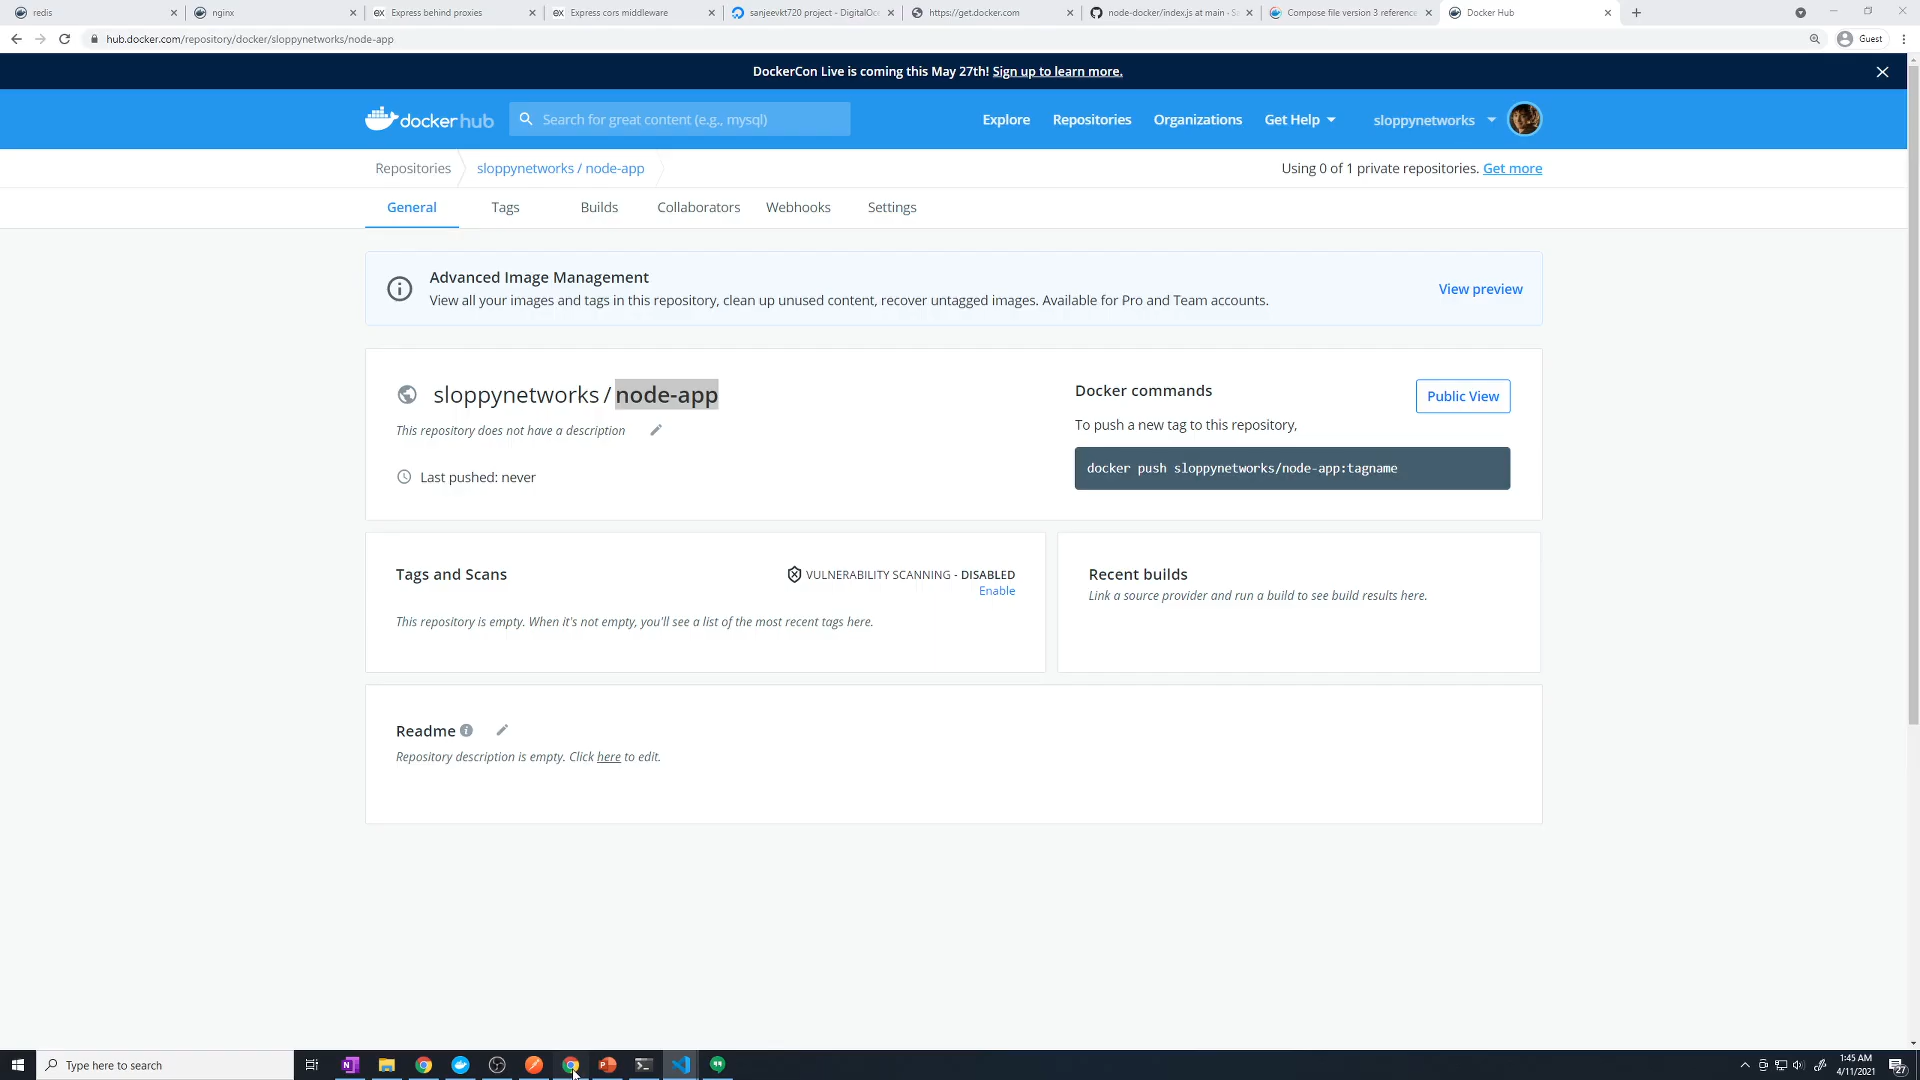 redis
nginx
Express behind proxies
Express cors middleware
sanjeevkt720 project - DigitalOce
https://get.docker.com
node-docker/index.js at main · Sa
Compose file version 3 reference
Docker Hub
hub.docker.com/repository/docker/sloppynetworks/node-app
Guest
DockerCon Live is coming this May 27th! Sign up to learn more.
dockerhub
Search for great content (e.g., mysql)
Explore
Repositories
Organizations
Get Help
sloppynetworks
Repositories
sloppynetworks / node-app
Using 0 of 1 private repositories. Get more
General
Tags
Builds
Collaborators
Webhooks
Settings
Advanced Image Management
View all your images and tags in this repository, clean up unused content, recover untagged images. Available for Pro and Team accounts.
View preview
sloppynetworks / node-app
This repository does not have a description
Last pushed: never
Docker commands
Public View
To push a new tag to this repository,
docker push sloppynetworks/node-app:tagname
Tags and Scans
VULNERABILITY SCANNING - DISABLED
Enable
This repository is empty. When it's not empty, you'll see a list of the most recent tags here.
Recent builds
Link a source provider and run a build to see build results here.
Readme
Repository description is empty. Click here to edit.
Type here to search
1:45 AM
4/11/2021
27